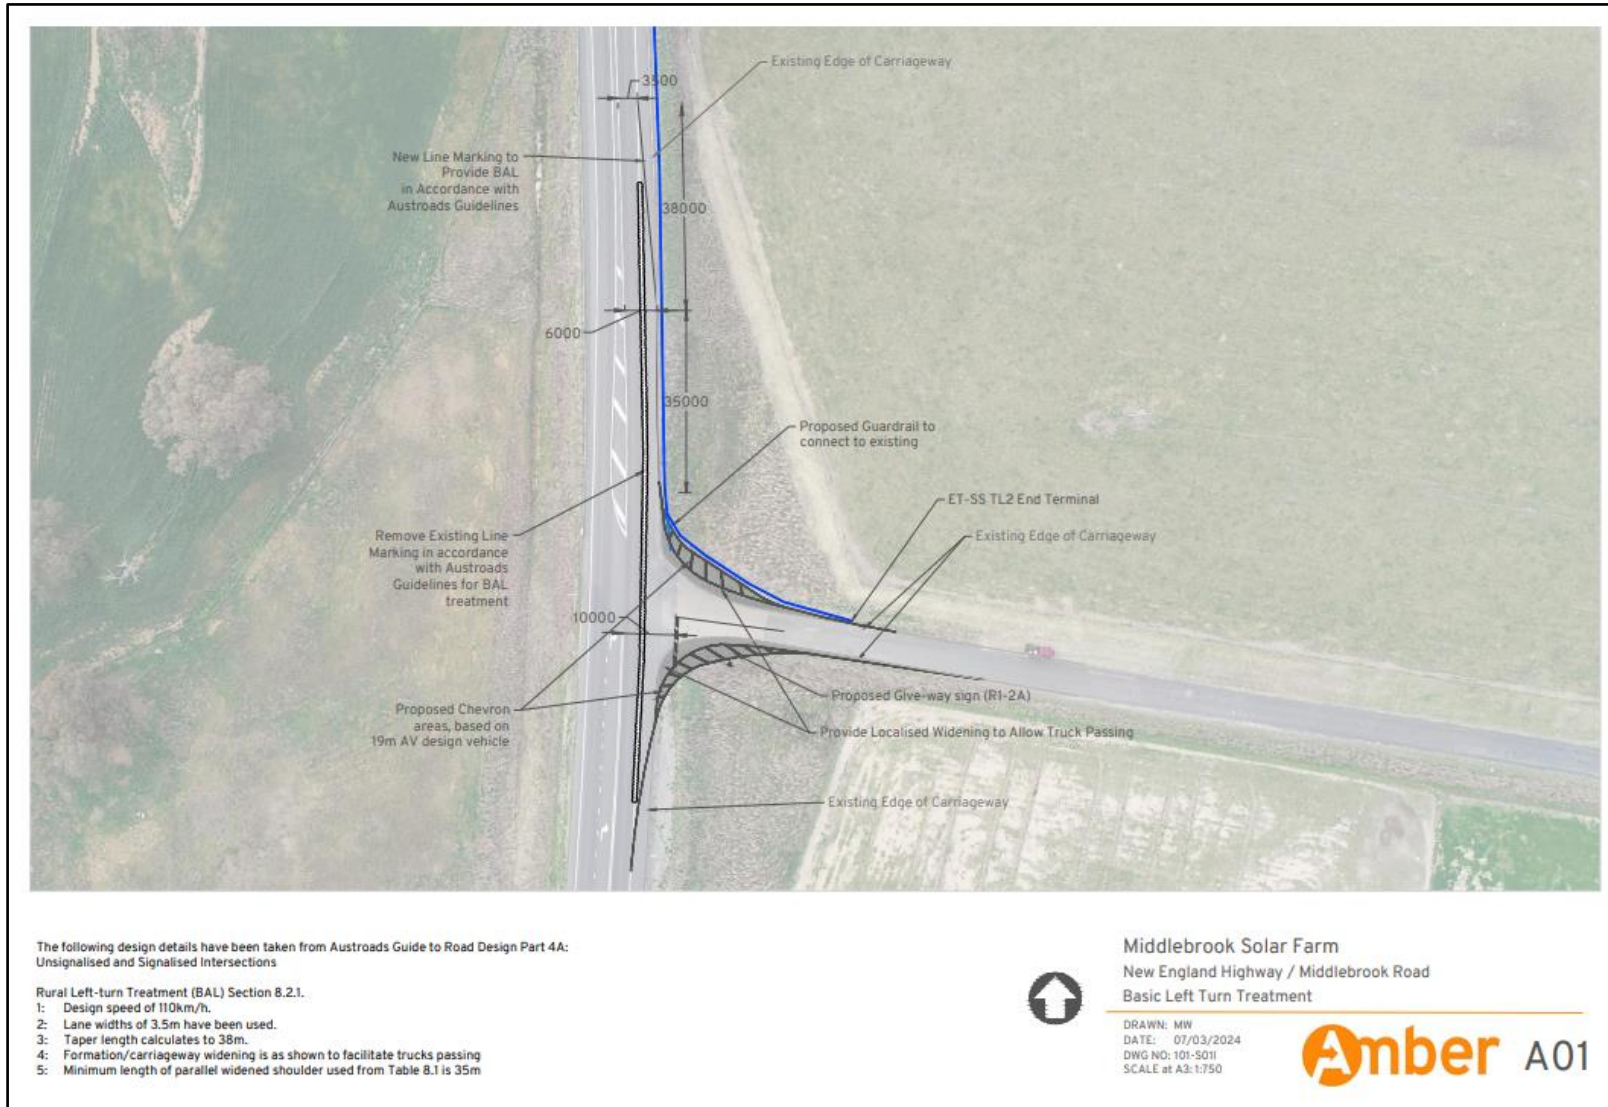 Existing Edge of Carriageway
3500
New Line Marking to
Provide BAL
in Accordance with
Austroads Guidelines
38000
6000
35000
Proposed Guardrail to
connect to existing
ET-SS TL2 End Terminal
Existing Edge of Carriageway
Remove Existing Line
Marking in accordance
with Austroads
Guidelines for BAL
treatment
10000
Proposed Give-way sign (R1-2A)
Proposed Chevron
areas, based on
19m AV design vehicle
Provide Localised Widening to Allow Truck Passing
Existing Edge of Carriageway
The following design details have been taken from Austroads Guide to Road Design Part 4A:
Unsignalised and Signalised Intersections
Rural Left-turn Treatment (BAL) Section 8.2.1.
1: Design speed of 110km/h.
2: Lane widths of 3.5m have been used.
3: Taper length calculates to 38m.
4: Formation/carriageway widening is as shown to facilitate trucks passing
5: Minimum length of parallel widened shoulder used from Table 8.1 is 35m
Middlebrook Solar Farm
New England Highway / Middlebrook Road
Basic Left Turn Treatment
DRAWN: MW
DATE: 07/03/2024
DWG NO: 101-S01I
SCALE at A3: 1:750
Amber A01